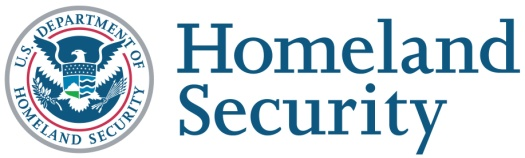 U.S. DEPARTMENT OF
HOMELAND SECURITY
Homeland
Security